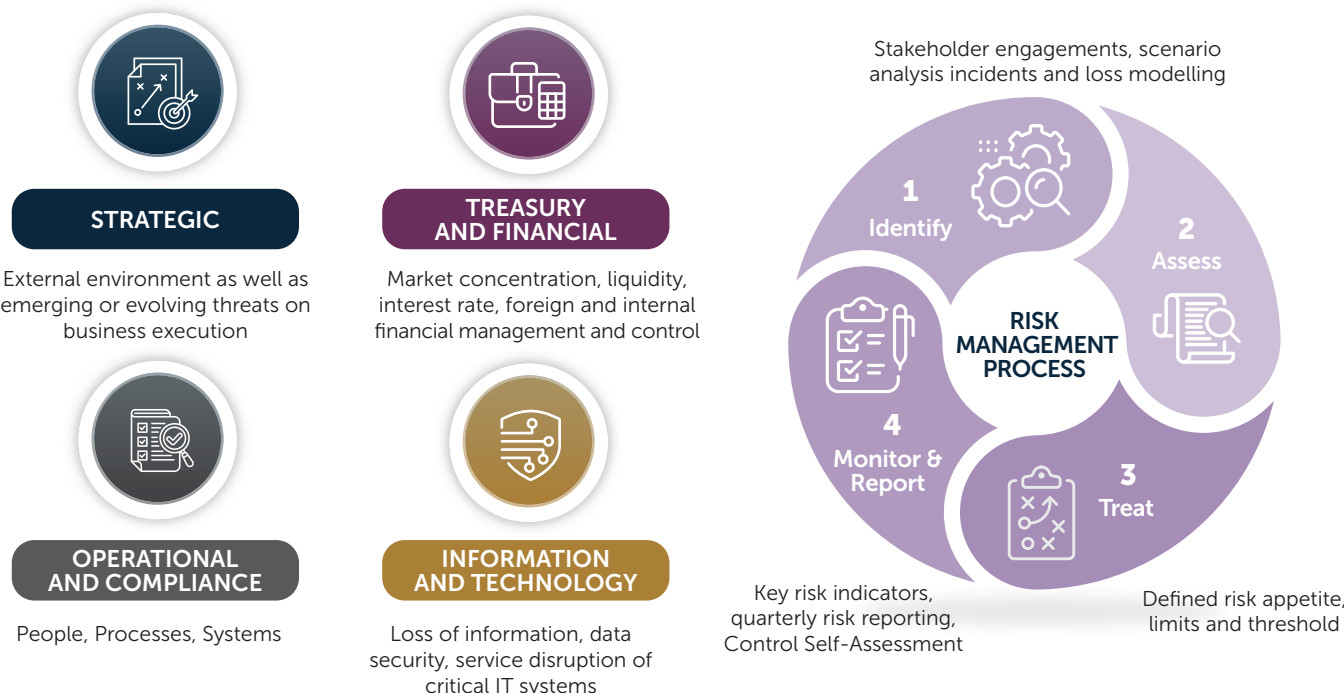 STRATEGIC
External environment as well as
emerging or evolving threats on
business execution
TREASURY
AND FINANCIAL
Market concentration, liquidity,
interest rate, foreign and internal
financial management and control
OPERATIONAL
AND COMPLIANCE
People, Processes, Systems
INFORMATION
AND TECHNOLOGY
Loss of information, data
security, service disruption of
critical IT systems
Stakeholder engagements, scenario
analysis incidents and loss modelling
1
Identify
2
Assess
RISK
MANAGEMENT
PROCESS
3
Treat
4
Monitor &
Report
Key risk indicators,
quarterly risk reporting,
Control Self-Assessment
Defined risk appetite,
limits and threshold